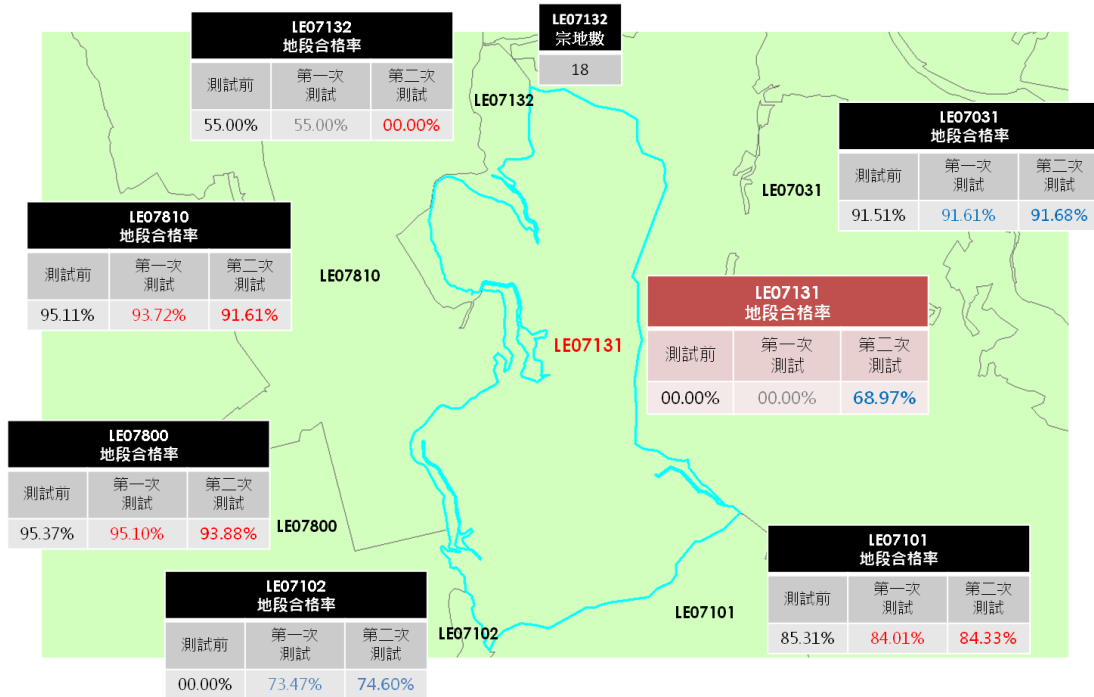 LE07132
地段合格率
測試前 第一次測試 第二次測試
55.00% 55.00% 00.00%
LE07132
宗地數
18
LE07132
LE07031
地段合格率
測試前 第一次測試 第二次測試
91.51% 91.61% 91.68%
LE07031
LE07810
地段合格率
測試前 第一次測試 第二次測試
95.11% 93.72% 91.61%
LE07810
LE07131
地段合格率
測試前 第一次測試 第二次測試
00.00% 00.00% 68.97%
LE07131
LE07800
地段合格率
測試前 第一次測試 第二次測試
95.37% 95.10% 93.88%
LE07800
LE07101
地段合格率
測試前 第一次測試 第二次測試
85.31% 84.01% 84.33%
LE07101
LE07102
地段合格率
測試前 第一次測試 第二次測試
00.00% 73.47% 74.60%
LE07102